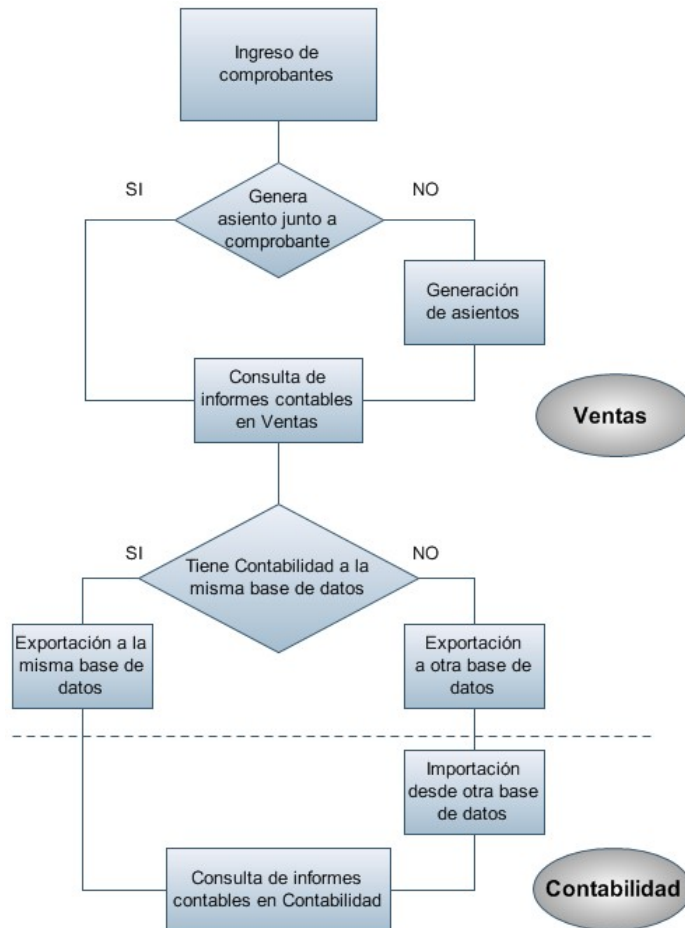 Ingreso de
comprobantes
SI
NO
Genera
asiento junto a
comprobante
Generación
de asientos
Consulta de
informes contables
en Ventas
Ventas
SI
NO
Tiene Contabilidad a la
misma base de datos
Exportación a la
misma base de
datos
Exportación
a otra base de
datos
Importación
desde otra base
de datos
Consulta de informes
contables en Contabilidad
Contabilidad